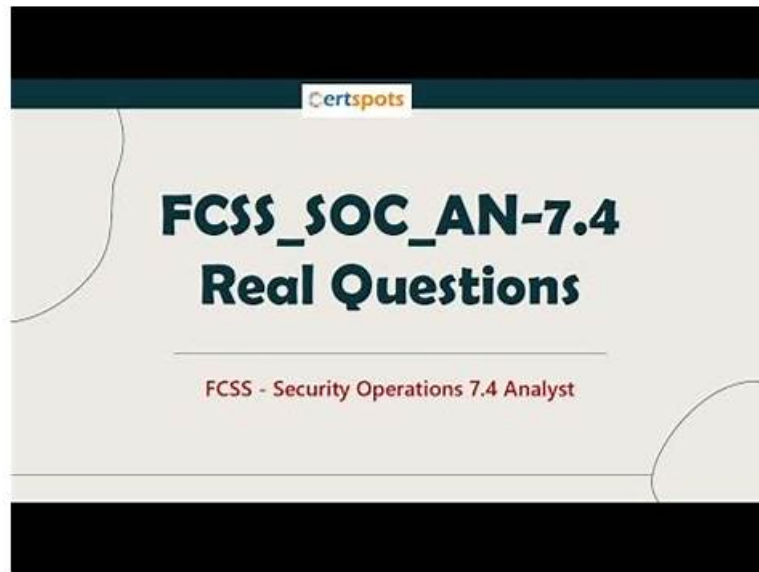 Certspots
FCSS_SOC_AN-7.4
Real Questions
FCSS - Security Operations 7.4 Analyst